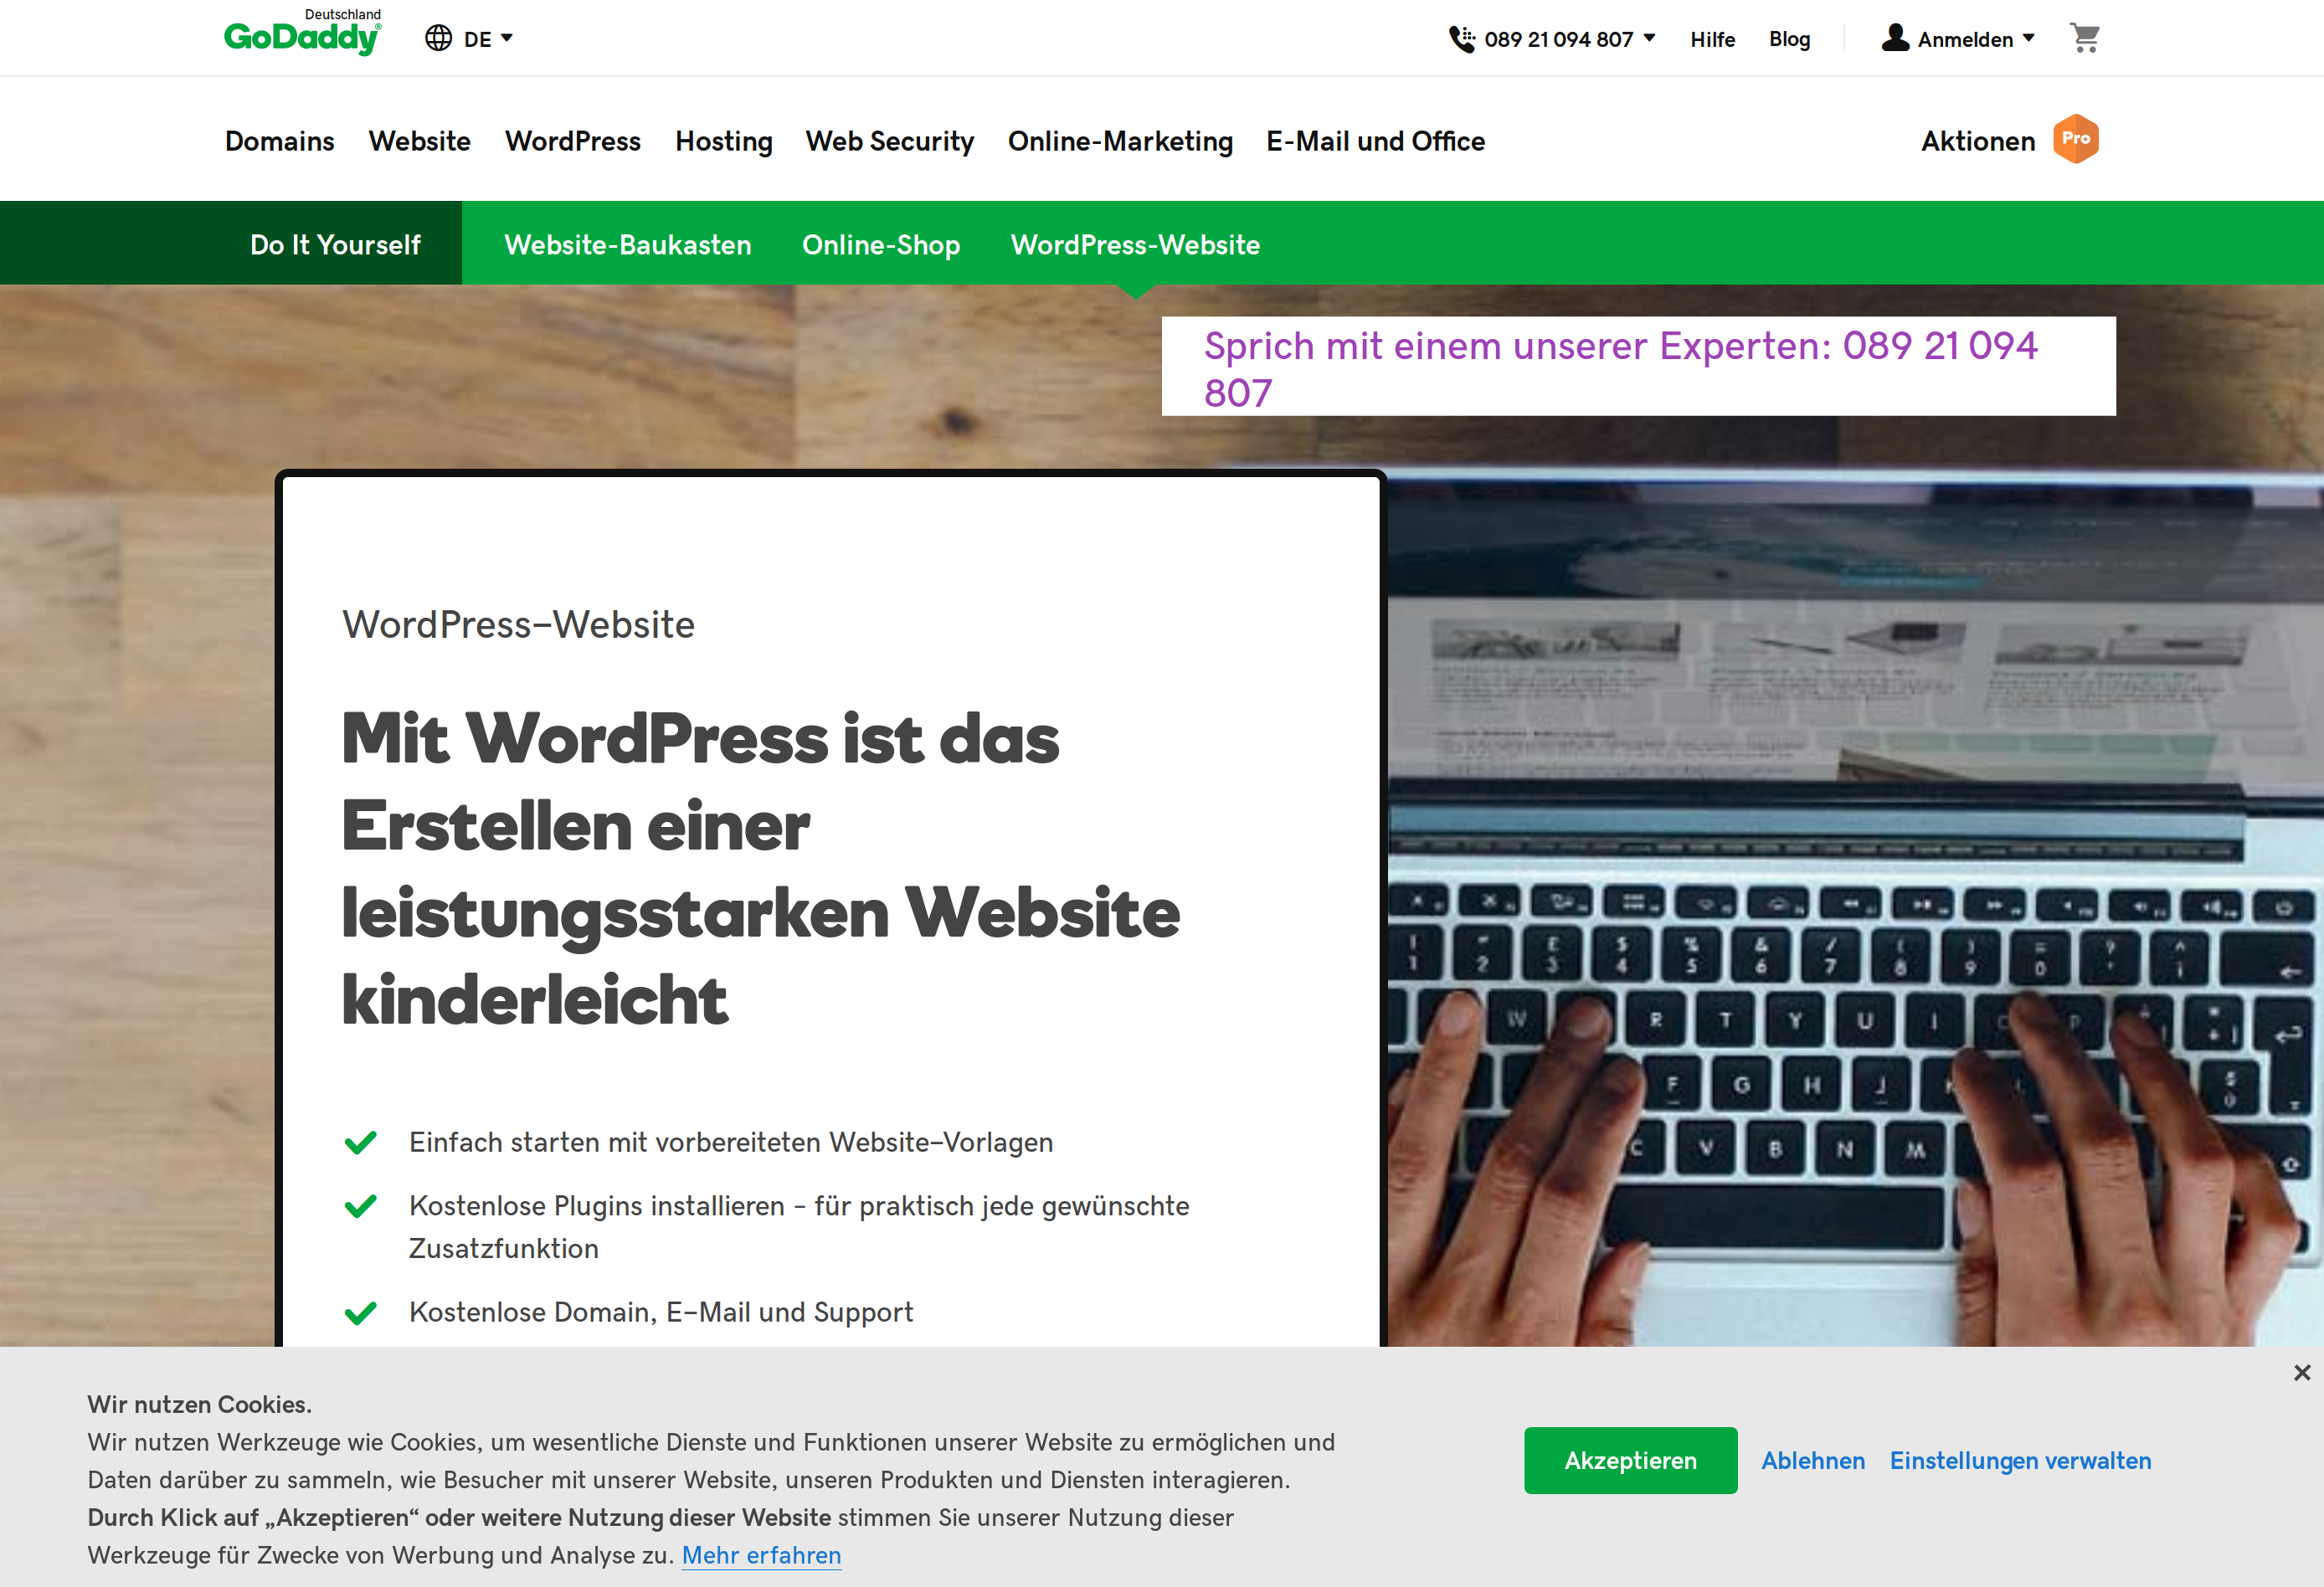 Deutschland
GoDaddy®
DE
089 21 094 807
Hilfe
Blog
Anmelden
Domains
Website
WordPress
Hosting
Web Security
Online-Marketing
E-Mail und Office
Aktionen
Pro
Do It Yourself
Website-Baukasten
Online-Shop
WordPress-Website
Sprich mit einem unserer Experten: 089 21 094
807
WordPress-Website
Mit WordPress ist das
Erstellen einer
leistungsstarken Website
kinderleicht
Einfach starten mit vorbereiteten Website-Vorlagen
Kostenlose Plugins installieren - für praktisch jede gewünschte
Zusatzfunktion
Kostenlose Domain, E-Mail und Support
Wir nutzen Cookies.
Wir nutzen Werkzeuge wie Cookies, um wesentliche Dienste und Funktionen unserer Website zu ermöglichen und
Daten darüber zu sammeln, wie Besucher mit unserer Website, unseren Produkten und Diensten interagieren.
Durch Klick auf „Akzeptieren“ oder weitere Nutzung dieser Website stimmen Sie unserer Nutzung dieser
Werkzeuge für Zwecke von Werbung und Analyse zu. Mehr erfahren
Akzeptieren
Ablehnen
Einstellungen verwalten